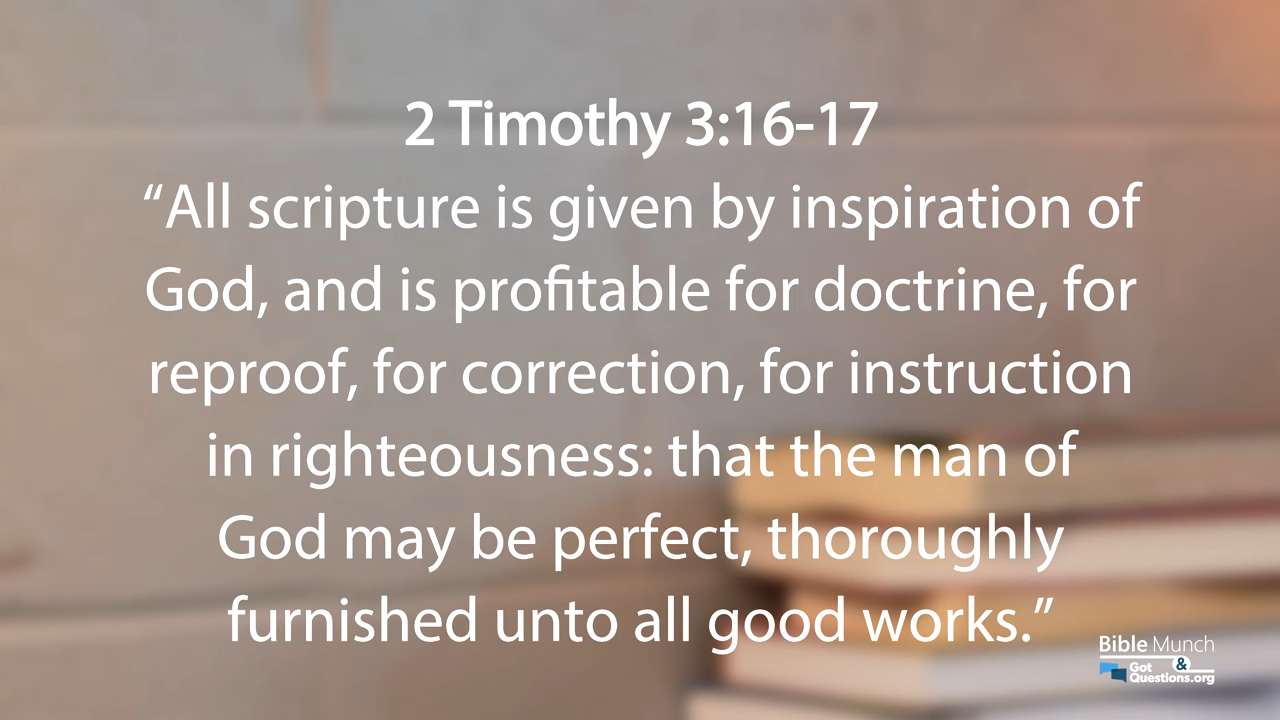 2 Timothy 3:16-17
“All scripture is given by inspiration of
God, and is profitable for doctrine, for
reproof, for correction, for instruction
in righteousness: that the man of
God may be perfect, thoroughly
furnished unto all good works.”
Bible Munch
&
Got
Questions.org